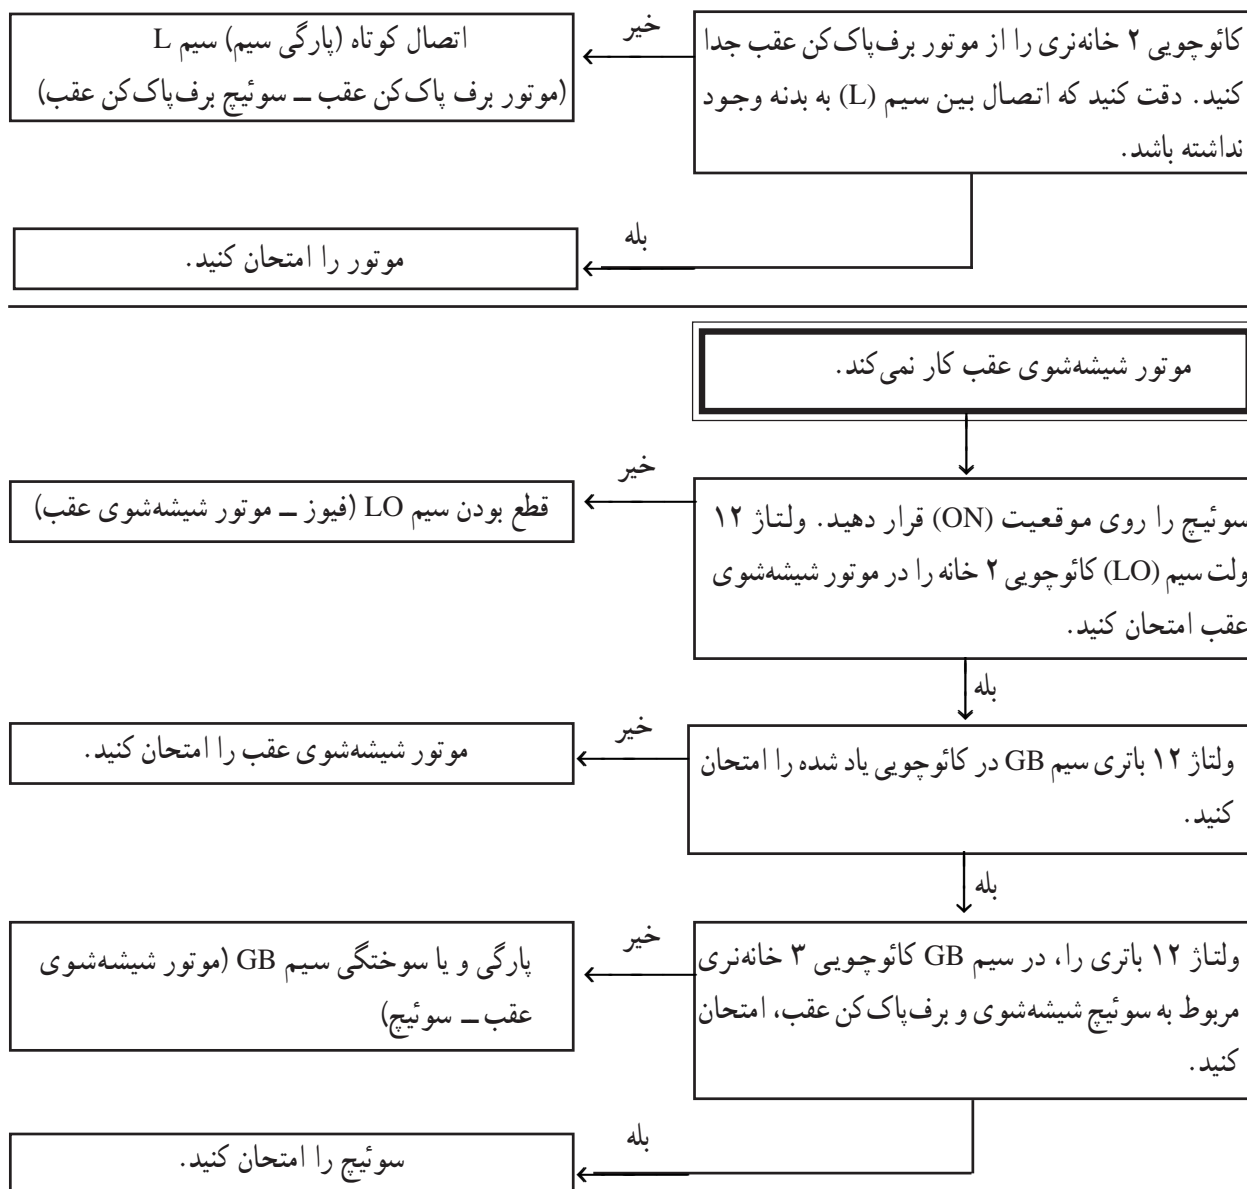 کائوچویی ۲ خانه‌نری را از موتور برف‌پاک‌کن عقب جدا
کنید. دقت کنید که اتصال بین سیم (L) به بدنه وجود
نداشته باشد.
خیر
اتصال کوتاه (پارگی سیم) سیم L
(موتور برف پاک‌کن عقب ــ سوئیچ برف‌پاک‌کن عقب)
بله
موتور را امتحان کنید.
موتور شیشه‌شوی عقب کار نمی‌کند.
سوئیچ را روی موقعیت (ON) قرار دهید. ولتاژ ۱۲
ولت سیم (LO) کائوچویی ۲ خانه را در موتور شیشه‌شوی
عقب امتحان کنید.
خیر
قطع بودن سیم LO (فیوز ــ موتور شیشه‌شوی عقب)
بله
ولتاژ ۱۲ باتری سیم GB در کائوچویی یاد شده را امتحان
کنید.
خیر
موتور شیشه‌شوی عقب را امتحان کنید.
بله
ولتاژ ۱۲ باتری را، در سیم GB کائوچویی ۳ خانه‌نری
مربوط به سوئیچ شیشه‌شوی و برف‌پاک‌کن عقب، امتحان
کنید.
خیر
پارگی و یا سوختگی سیم GB (موتور شیشه‌شوی
عقب ــ سوئیچ)
بله
سوئیچ را امتحان کنید.